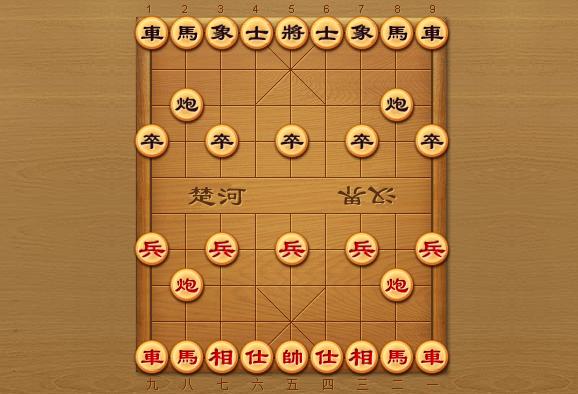 1 2 3 4 5 6 7 8 9
車 馬 象 士 將 士 象 馬 車
炮 炮
卒 卒 卒 卒 卒
楚河 汉界
兵 兵 兵 兵 兵
炮 炮
車 馬 相 仕 帥 仕 相 馬 車
九 八 七 六 五 四 三 二 一